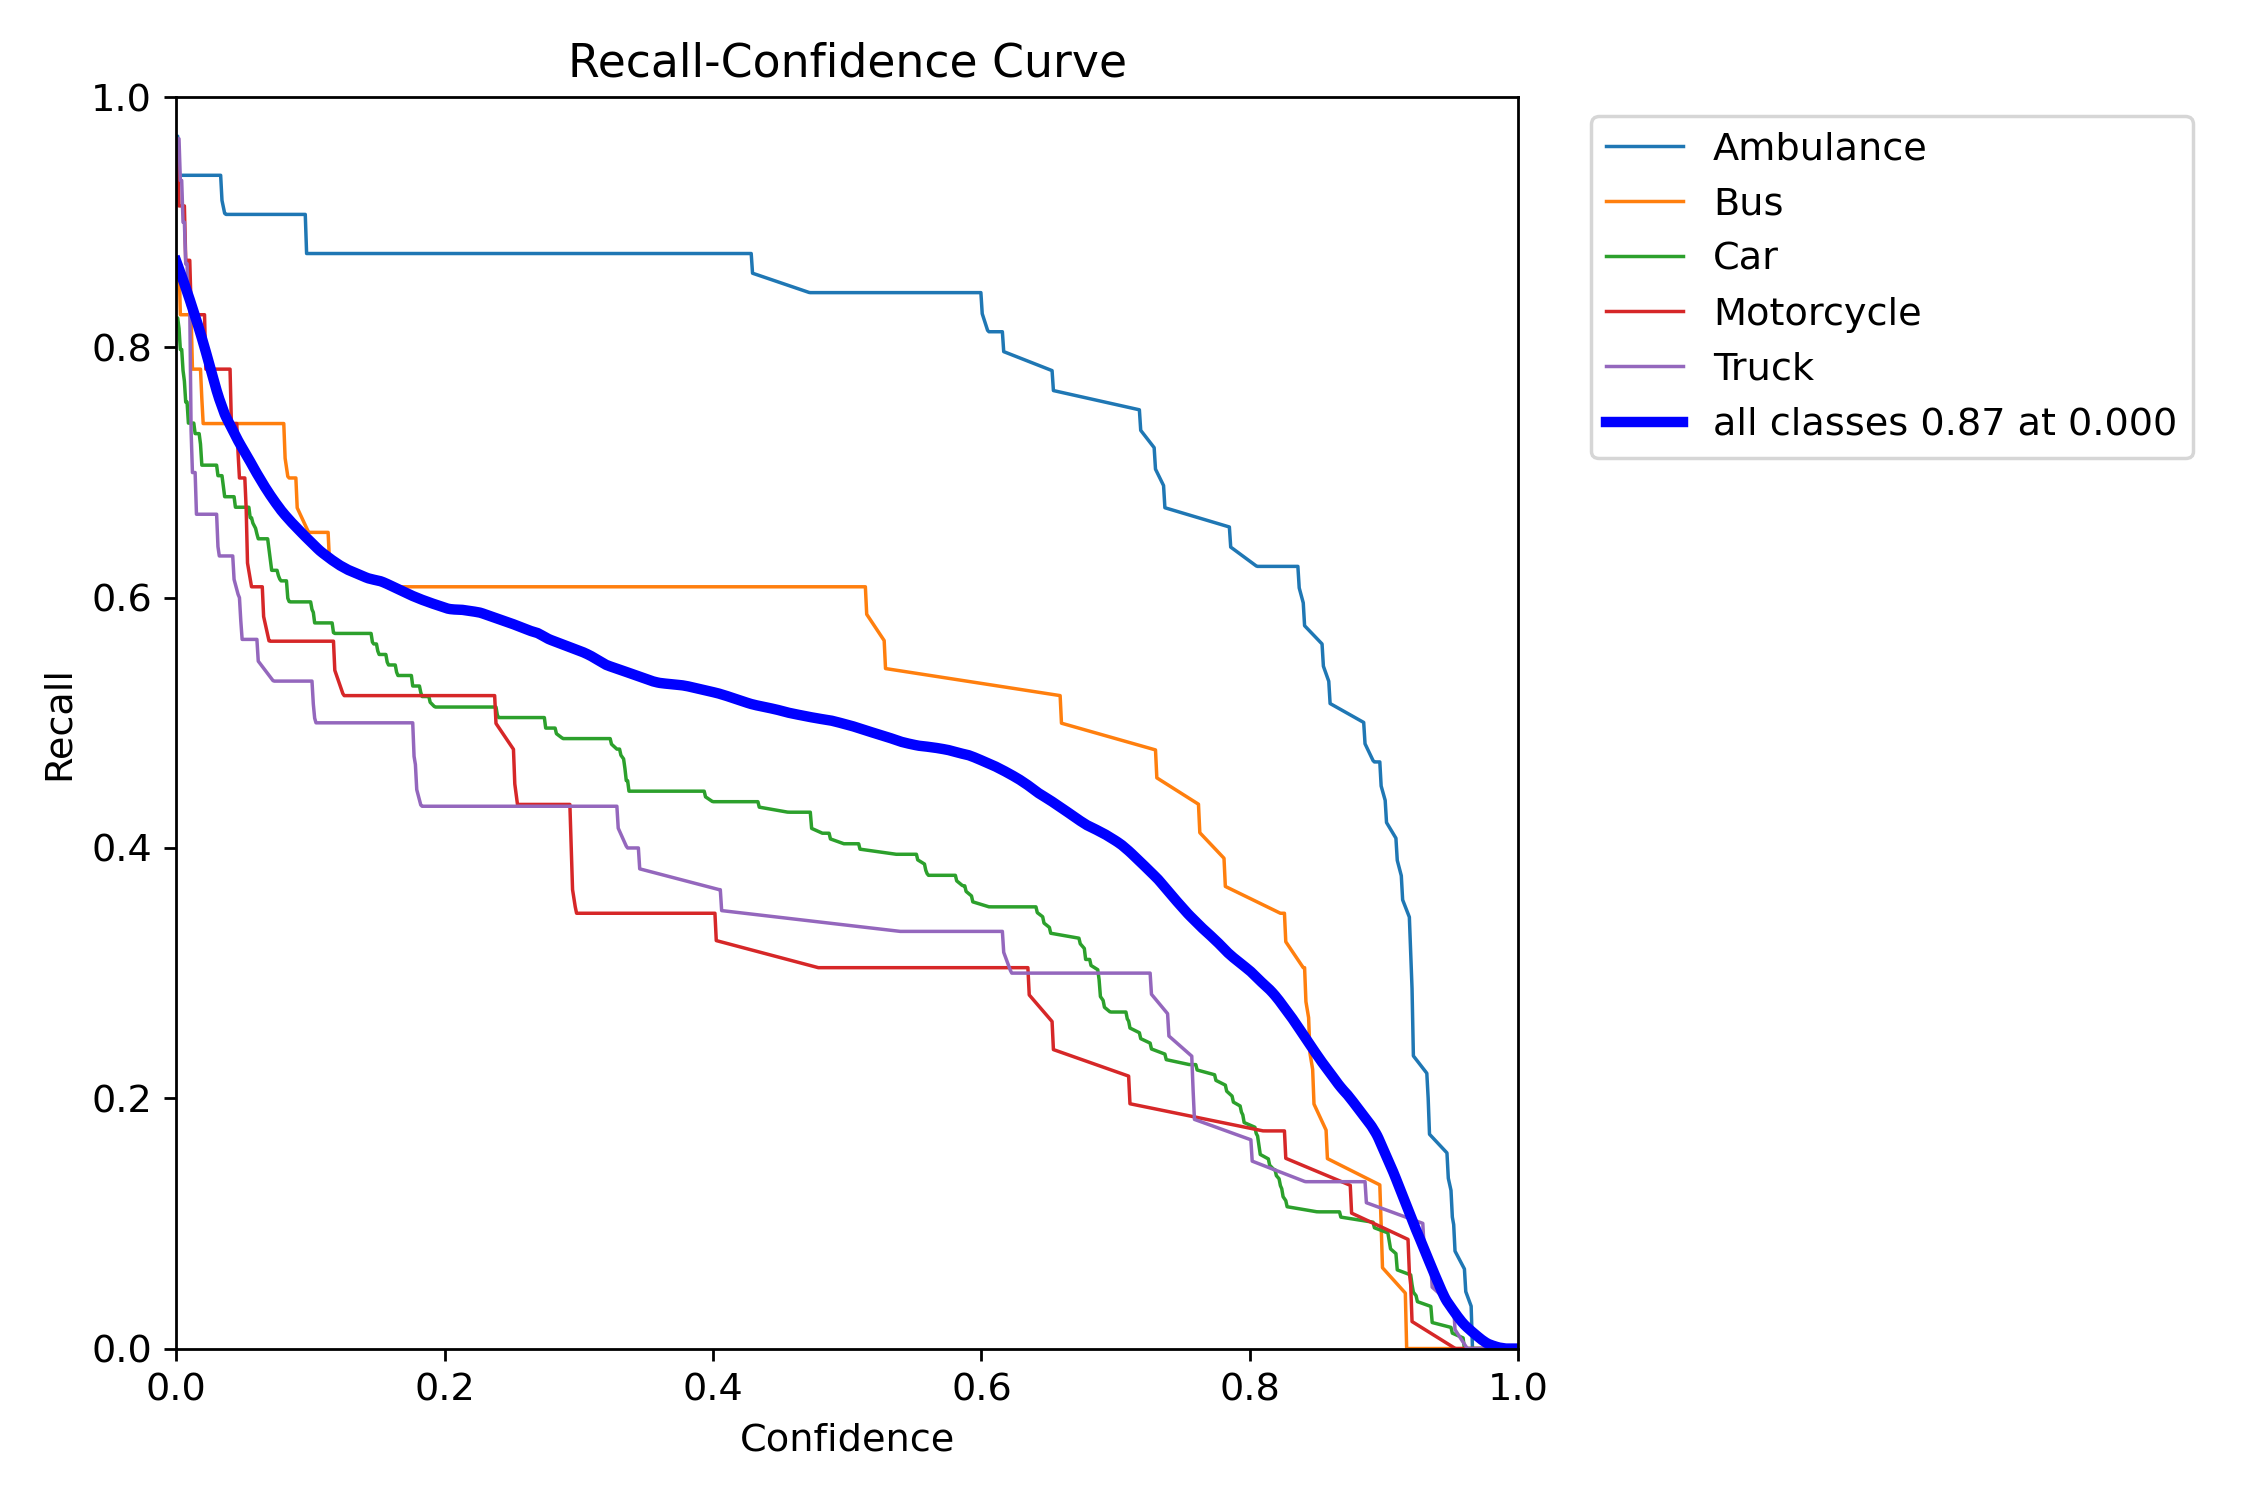 Recall-Confidence Curve
1.0
0.8
0.6
0.4
0.2
0.0
Recall
0.0 0.2 0.4 0.6 0.8 1.0
Confidence
Ambulance
Bus
Car
Motorcycle
Truck
all classes 0.87 at 0.000